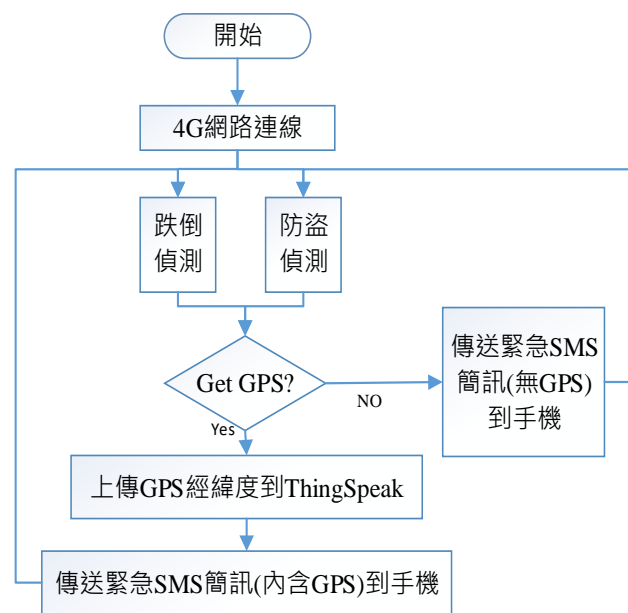 開始
4G網路連線
跌倒
偵測
防盜
偵測
Get GPS?
NO
Yes
傳送緊急SMS
簡訊(無GPS)
到手機
上傳GPS經緯度到ThingSpeak
傳送緊急SMS簡訊(內含GPS)到手機